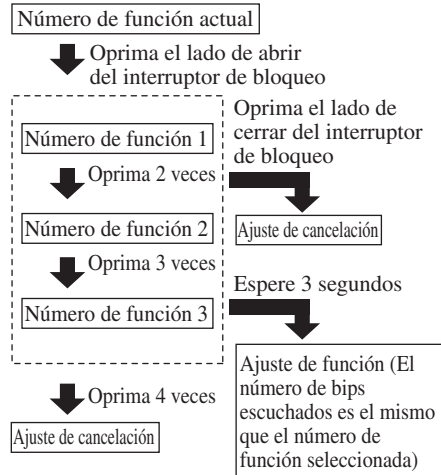 Número de función actual
Oprima el lado de abrir
del interruptor de bloqueo
Oprima el lado de
cerrar del interruptor
de bloqueo
Número de función 1
Oprima 2 veces
Número de función 2
Ajuste de cancelación
Oprima 3 veces
Espere 3 segundos
Número de función 3
Ajuste de función (El
número de bips
escuchados es el mismo
que el número de
función seleccionada)
Oprima 4 veces
Ajuste de cancelación